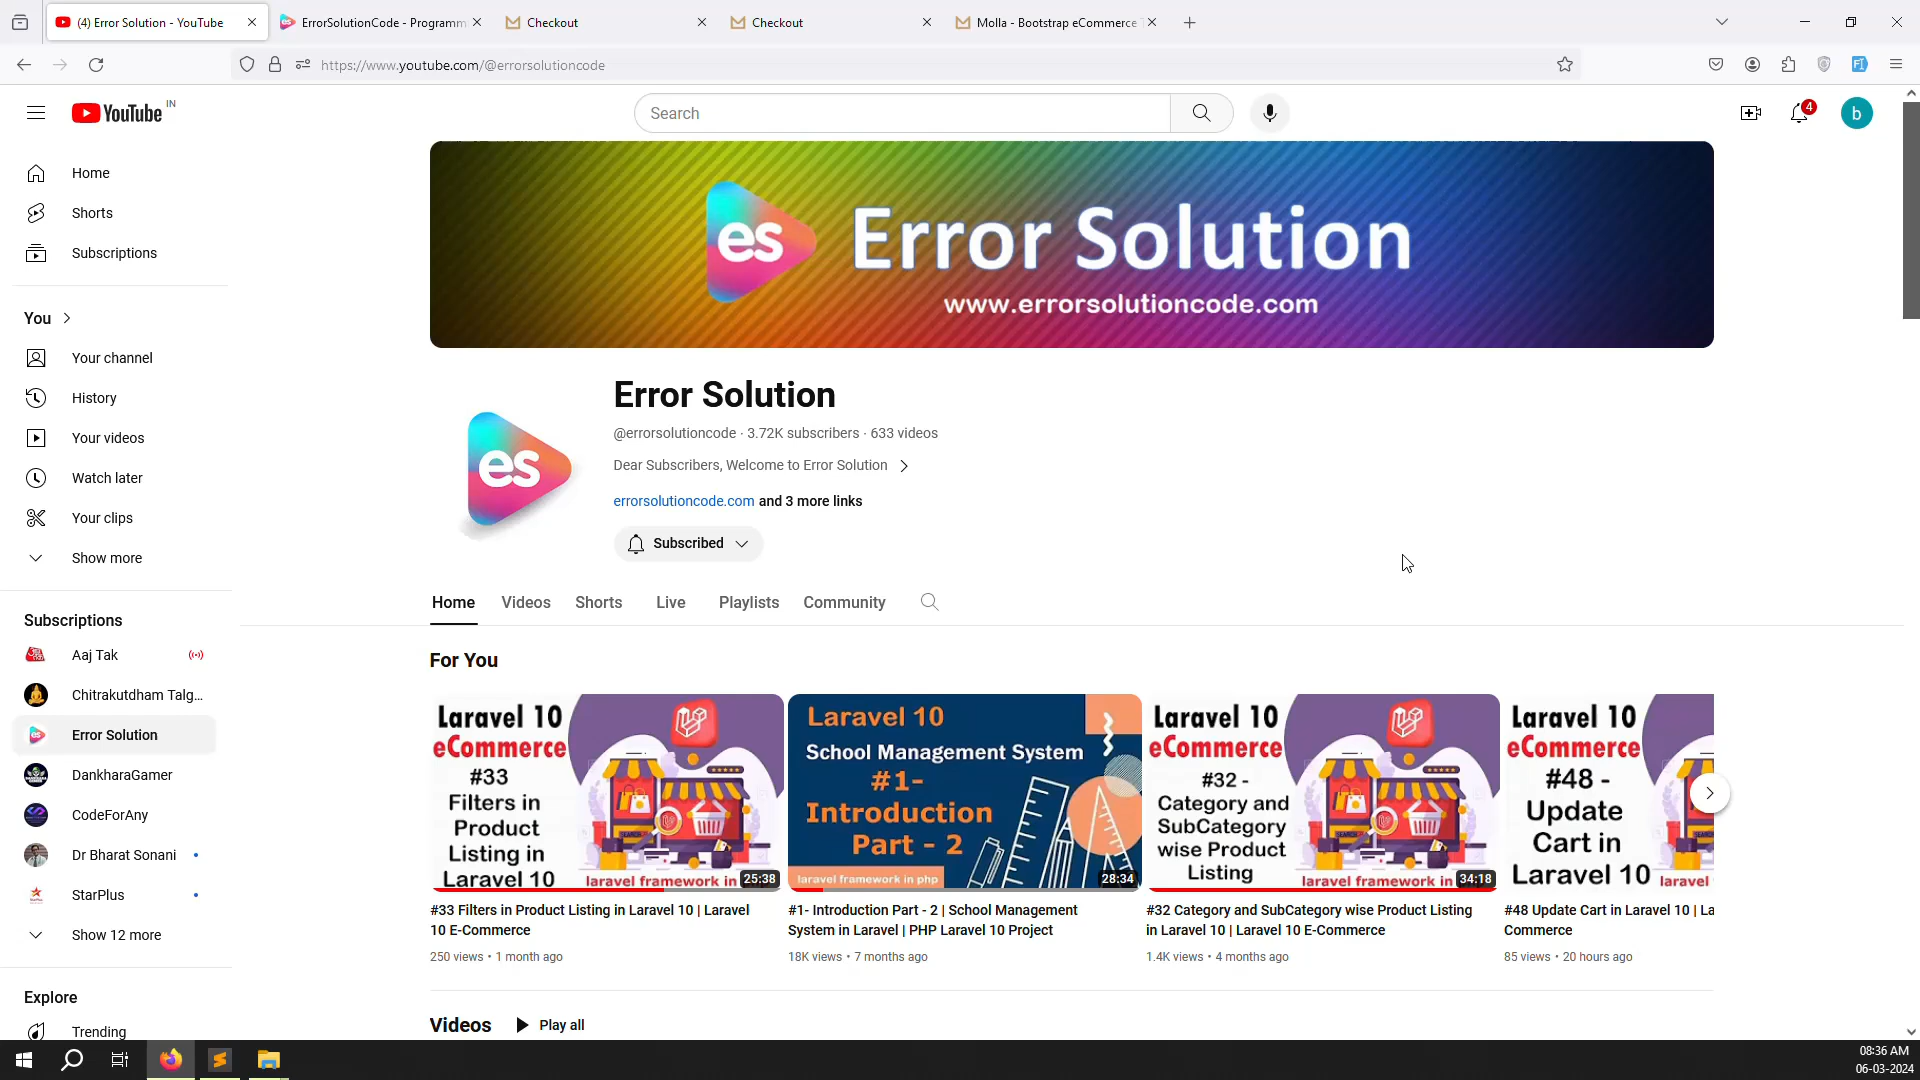 (4) Error Solution - YouTube
ErrorSolutionCode - Programm
Checkout
Checkout
Molla - Bootstrap eCommerce T
https://www.youtube.com/@errorsolutioncode
YouTube IN
Search
4
b
Home
Shorts
Subscriptions
You
Your channel
History
Your videos
Watch later
Your clips
Show more
Subscriptions
Aaj Tak
Chitrakutdham Talg...
Error Solution
DankharaGamer
CodeForAny
Dr Bharat Sonani
StarPlus
Show 12 more
Explore
Trending
es Error Solution
www.errorsolutioncode.com
es
Error Solution
@errorsolutioncode · 3.72K subscribers · 633 videos
Dear Subscribers, Welcome to Error Solution
errorsolutioncode.com and 3 more links
Subscribed
Home Videos Shorts Live Playlists Community
For You
Laravel 10
eCommerce
#33
Filters in
Product
Listing in
Laravel 10
laravel framework in
25:38
#33 Filters in Product Listing in Laravel 10 | Laravel
10 E-Commerce
250 views • 1 month ago
Laravel 10
School Management System
#1-
Introduction
Part - 2
laravel framework in php
28:34
#1- Introduction Part - 2 | School Management
System in Laravel | PHP Laravel 10 Project
18K views • 7 months ago
Laravel 10
eCommerce
#32 -
Category and
SubCategory
wise Product
Listing
laravel framework in
34:18
#32 Category and SubCategory wise Product Listing
in Laravel 10 | Laravel 10 E-Commerce
1.4K views • 4 months ago
Laravel 10
eCommerce
#48 -
Update
Cart in
Laravel 10
laravel f
#48 Update Cart in Laravel 10 | La
Commerce
85 views • 20 hours ago
Videos
Play all
08:36 AM
06-03-2024